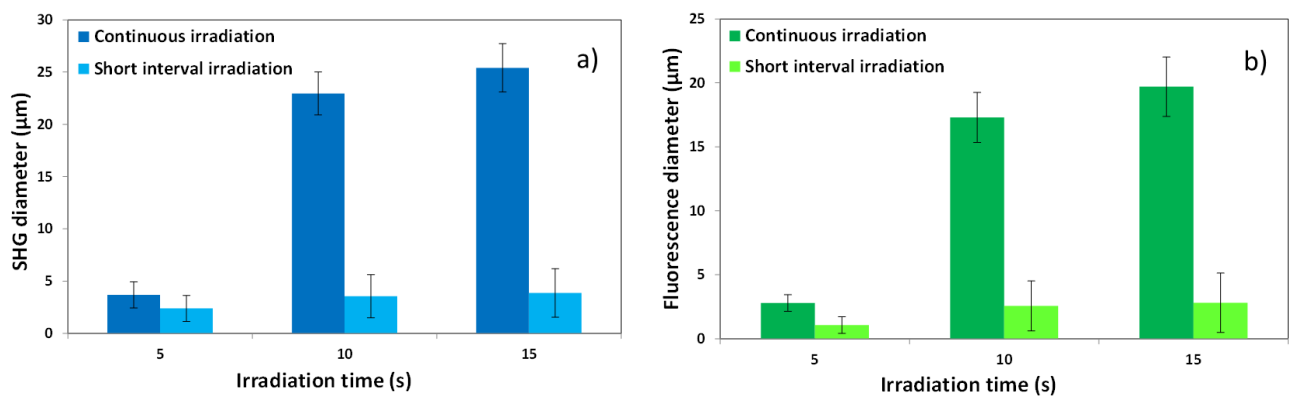 Continuous irradiation
Short interval irradiation
a)
SHG diameter (µm)
30
25
20
15
10
5
0
5 10 15
Irradiation time (s)
Continuous irradiation
Short interval irradiation
b)
Fluorescence diameter (µm)
25
20
15
10
5
0
5 10 15
Irradiation time (s)